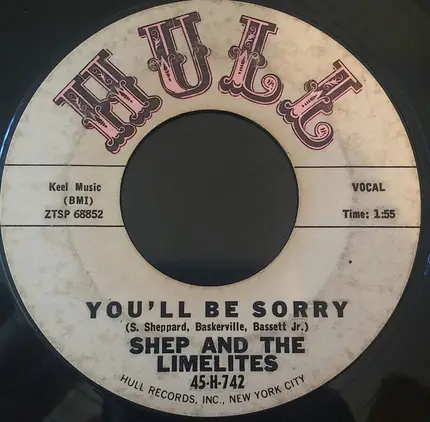 HULL
Keel Music
(BMI)
ZTSP 68852
VOCAL
Time: 1:55
YOU'LL BE SORRY
(S. Sheppard, Baskerville, Bassett Jr.)
SHEP AND THE
LIMELITES
45-H-742
HULL RECORDS, INC., NEW YORK CITY